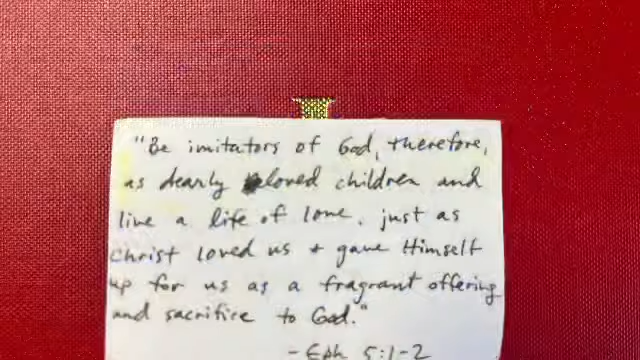 "Be imitators of God, therefore,
as dearly loved children and
live a life of love, just as
Christ loved us + gave Himself
up for us as a fragrant offering
and sacrifice to God."
- Eph 5:1-2